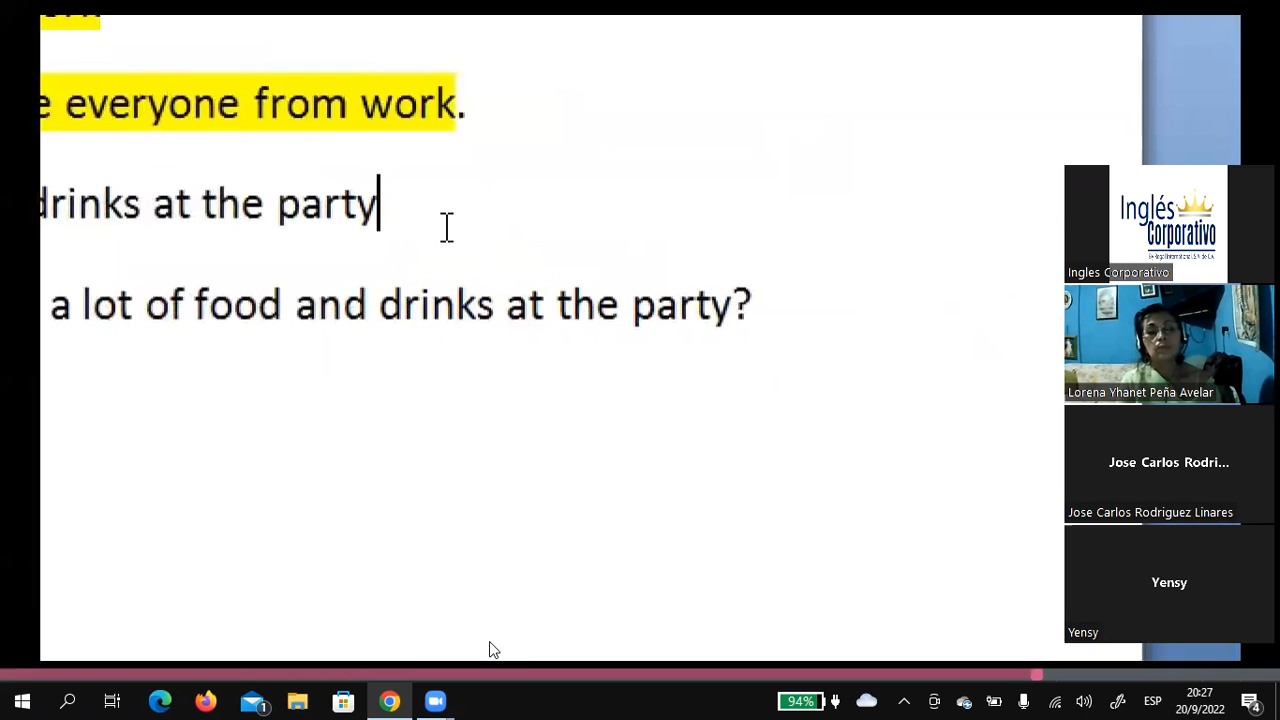 e everyone from work.
drinks at the party
a lot of food and drinks at the party?
Inglés
Corporativo
Ingles Corporativo
Lorena Yhanet Peña Avelar
Jose Carlos Rodri...
Jose Carlos Rodriguez Linares
Yensy
Yensy
1
94%
ESP
20:27
20/9/2022
4